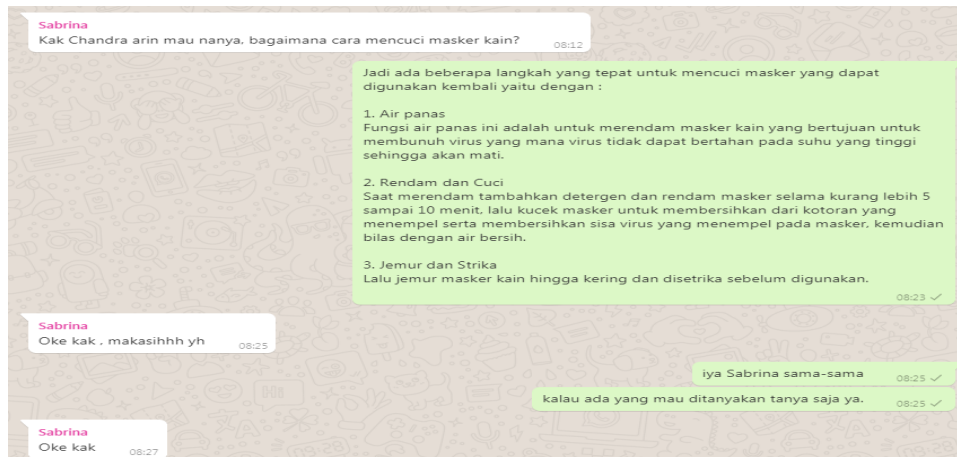 Sabrina
Kak Chandra arin mau nanya, bagaimana cara mencuci masker kain?
08:12
Jadi ada beberapa langkah yang tepat untuk mencuci masker yang dapat
digunakan kembali yaitu dengan :
1. Air panas
Fungsi air panas ini adalah untuk merendam masker kain yang bertujuan untuk
membunuh virus yang mana virus tidak dapat bertahan pada suhu yang tinggi
sehingga akan mati.
2. Rendam dan Cuci
Saat merendam tambahkan detergen dan rendam masker selama kurang lebih 5
sampai 10 menit, lalu kucek masker untuk membersihkan dari kotoran yang
menempel serta membersihkan sisa virus yang menempel pada masker, kemudian
bilas dengan air bersih.
3. Jemur dan Strika
Lalu jemur masker kain hingga kering dan disetrika sebelum digunakan.
08:23
Sabrina
Oke kak , makasihhh yh
08:25
iya Sabrina sama-sama
08:25
kalau ada yang mau ditanyakan tanya saja ya.
08:25
Sabrina
Oke kak
08:27